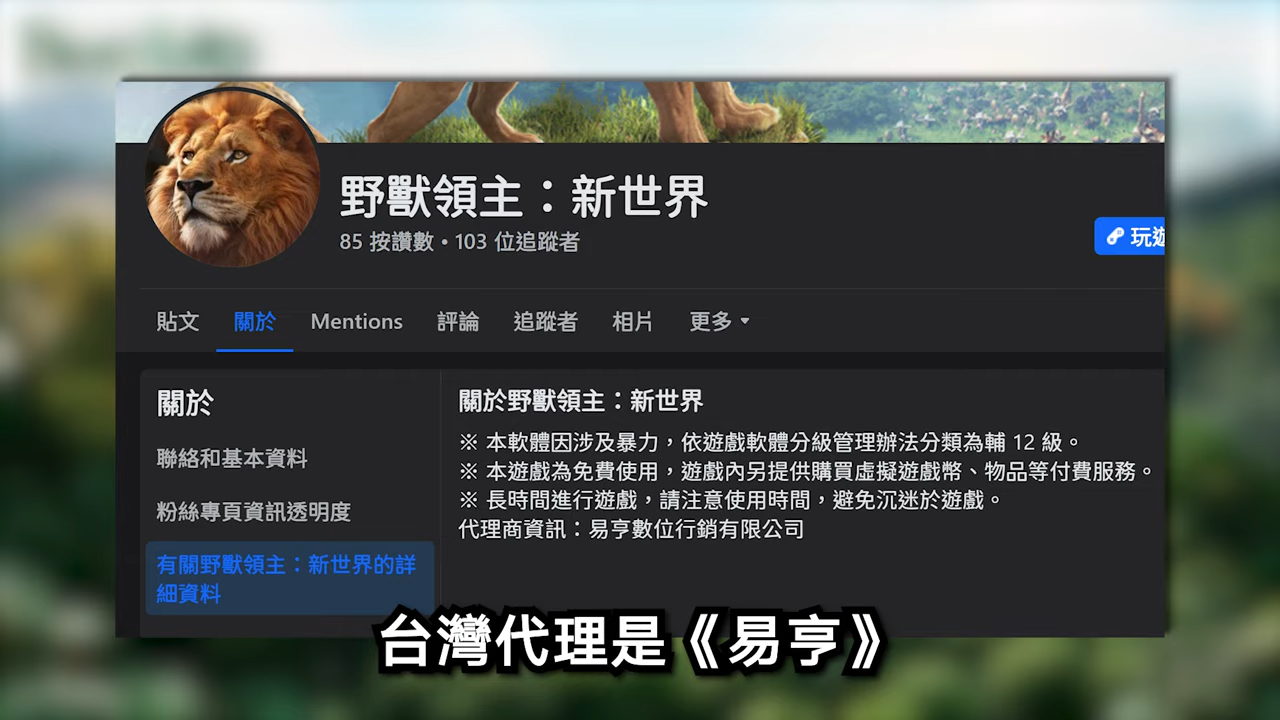 野獸領主：新世界
85 按讚數 • 103 位追蹤者
玩遊
貼文 關於 Mentions 評論 追蹤者 相片 更多
關於
聯絡和基本資料
粉絲專頁資訊透明度
有關野獸領主：新世界的詳
細資料
關於野獸領主：新世界
※ 本軟體因涉及暴力，依遊戲軟體分級管理辦法分類為輔 12 級。
※ 本遊戲為免費使用，遊戲內另提供購買虛擬遊戲幣、物品等付費服務。
※ 長時間進行遊戲，請注意使用時間，避免沉迷於遊戲。
代理商資訊：易亨數位行銷有限公司
台灣代理是《易亨》